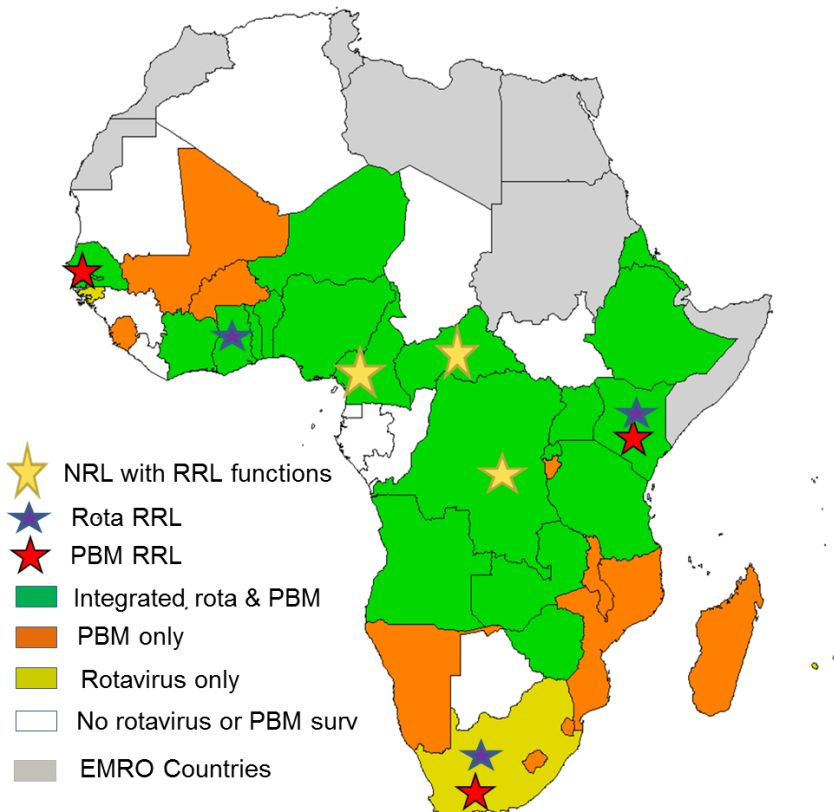 NRL with RRL functions
Rota RRL
PBM RRL
Integrated, rota & PBM
PBM only
Rotavirus only
No rotavirus or PBM surv
EMRO Countries